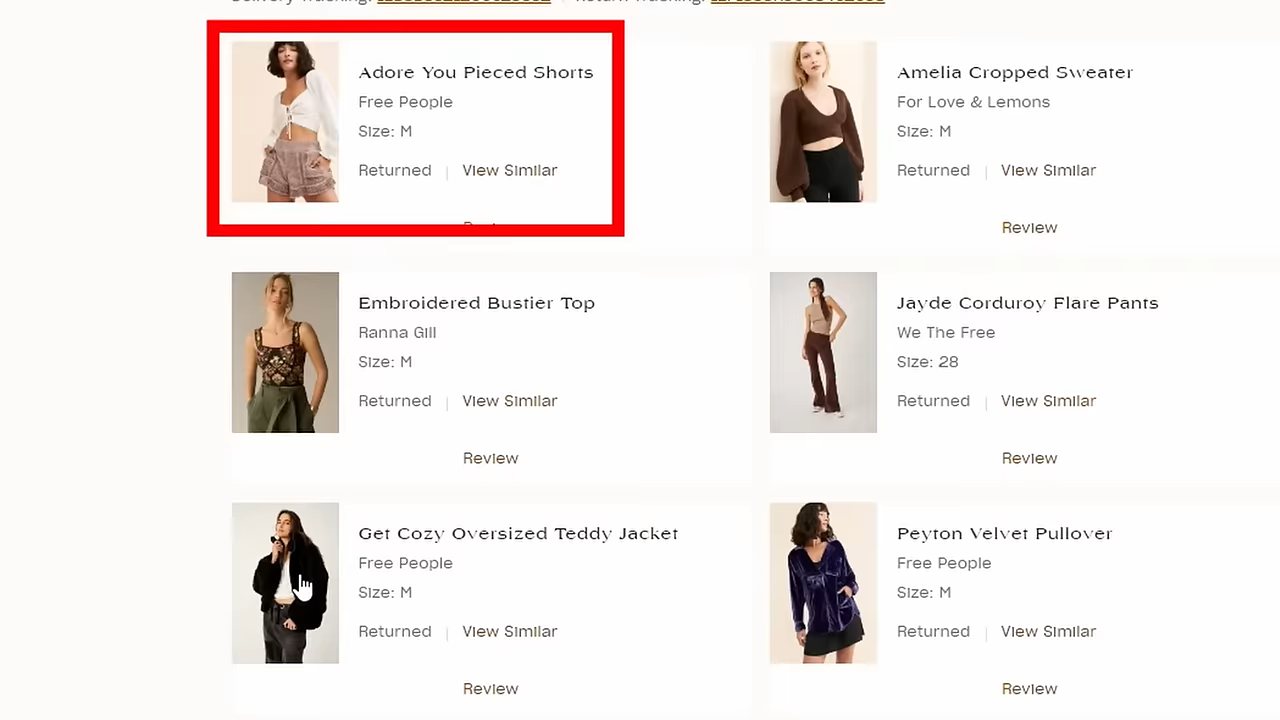 Adore You Pieced Shorts
Free People
Size: M
Returned | View Similar
Amelia Cropped Sweater
For Love & Lemons
Size: M
Returned | View Similar
Review
Embroidered Bustier Top
Ranna Gill
Size: M
Returned | View Similar
Review
Jayde Corduroy Flare Pants
We The Free
Size: 28
Returned | View Similar
Review
Get Cozy Oversized Teddy Jacket
Free People
Size: M
Returned | View Similar
Review
Peyton Velvet Pullover
Free People
Size: M
Returned | View Similar
Review